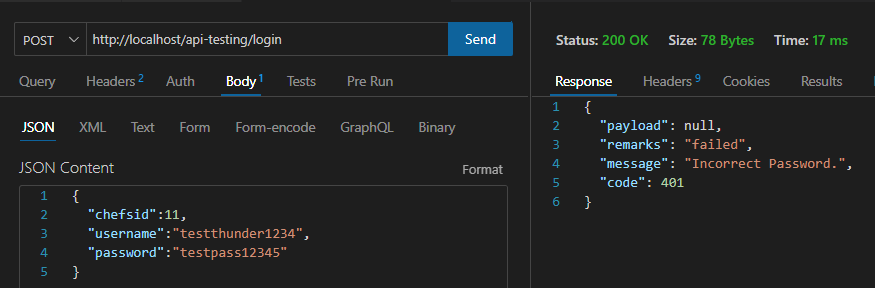 POST http://localhost/api-testing/login Send
Query Headers 2 Auth Body 1 Tests Pre Run
JSON XML Text Form Form-encode GraphQL Binary
JSON Content Format
1 {
2 "chefsid":11,
3 "username":"testthunder1234",
4 "password":"testpass12345"
5 }
Status: 200 OK Size: 78 Bytes Time: 17 ms
Response Headers 9 Cookies Results
1 {
2 "payload": null,
3 "remarks": "failed",
4 "message": "Incorrect Password.",
5 "code": 401
6 }